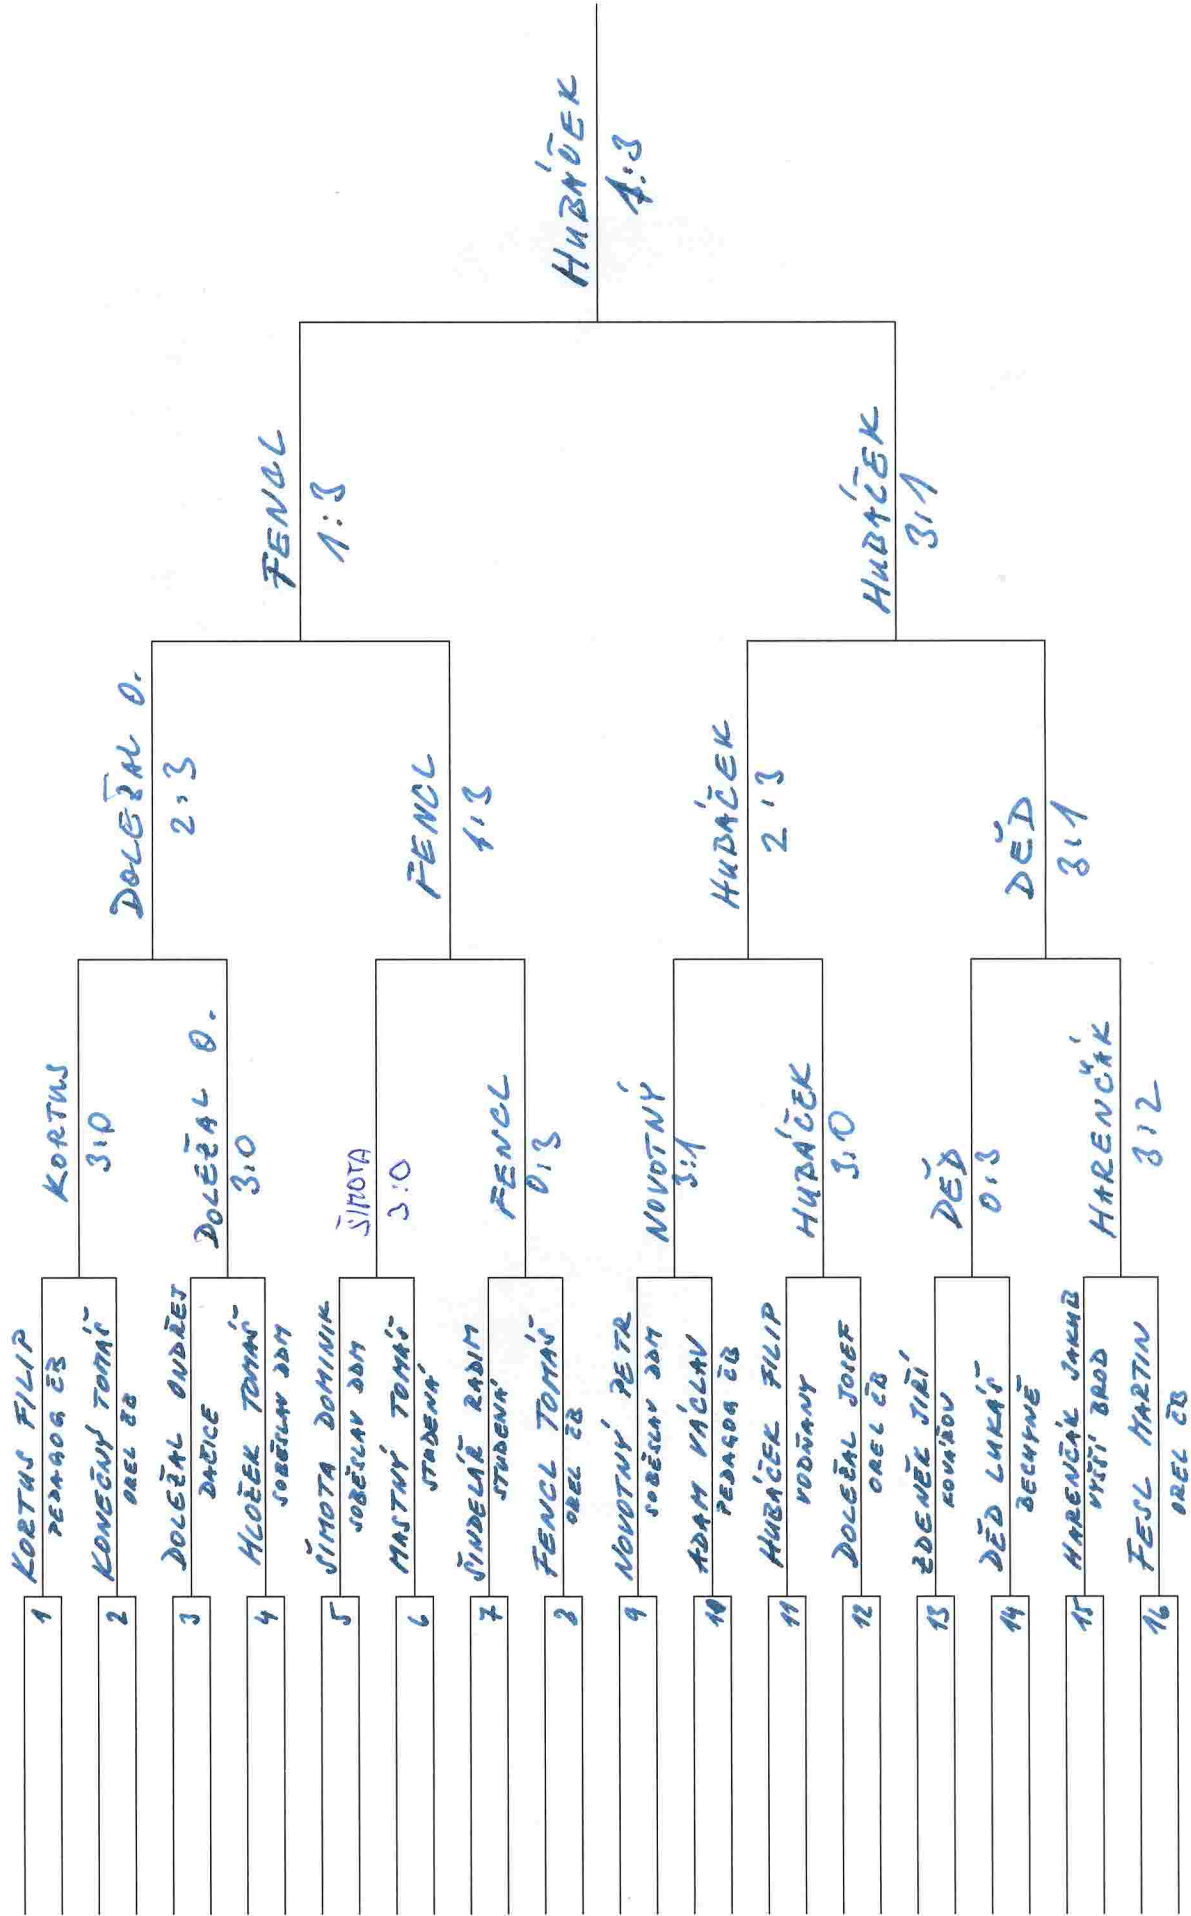 1 KORTUS FILIP
PEDAGOG ČB
2 KONEČNÝ TOMÁŠ
OREL ČB
3 DOLEŽAL ONDŘEJ
DAČICE
4 HLOŽEK TOMÁŠ
SOBĚSLAV DDM
5 ŠIMOTA DOMINIK
SOBĚSLAV DDM
6 MASTNÝ TOMÁŠ
STUDENÁ
7 ŠINDELÁŘ RADIM
STUDENÁ
8 FENCL TOMÁŠ
OREL ČB
9 NOVOTNÝ PETR
SOBĚSLAV DDM
10 ADAM VÁCLAV
PEDAGOG ČB
11 HUBÁČEK FILIP
VODŇANY
12 DOLEŽAL JOSEF
OREL ČB
13 ZDENĚK JIŘÍ
KOVÁŘOV
14 DĚD LUKÁŠ
BECHYNĚ
15 HARENČÁK JAKUB
VYŠŠÍ BROD
16 FESL MARTIN
OREL ČB
KORTUS
3:0
DOLEŽAL O.
3:0
ŠIMOTA
3:0
FENCL
0:3
NOVOTNÝ
3:1
HUBÁČEK
3:0
DĚD
0:3
HARENČÁK
3:2
DOLEŽAL O.
2:3
FENCL
1:3
HUBÁČEK
2:3
DĚD
3:1
FENCL
1:3
HUBÁČEK
3:1
HUBÁČEK
1:3